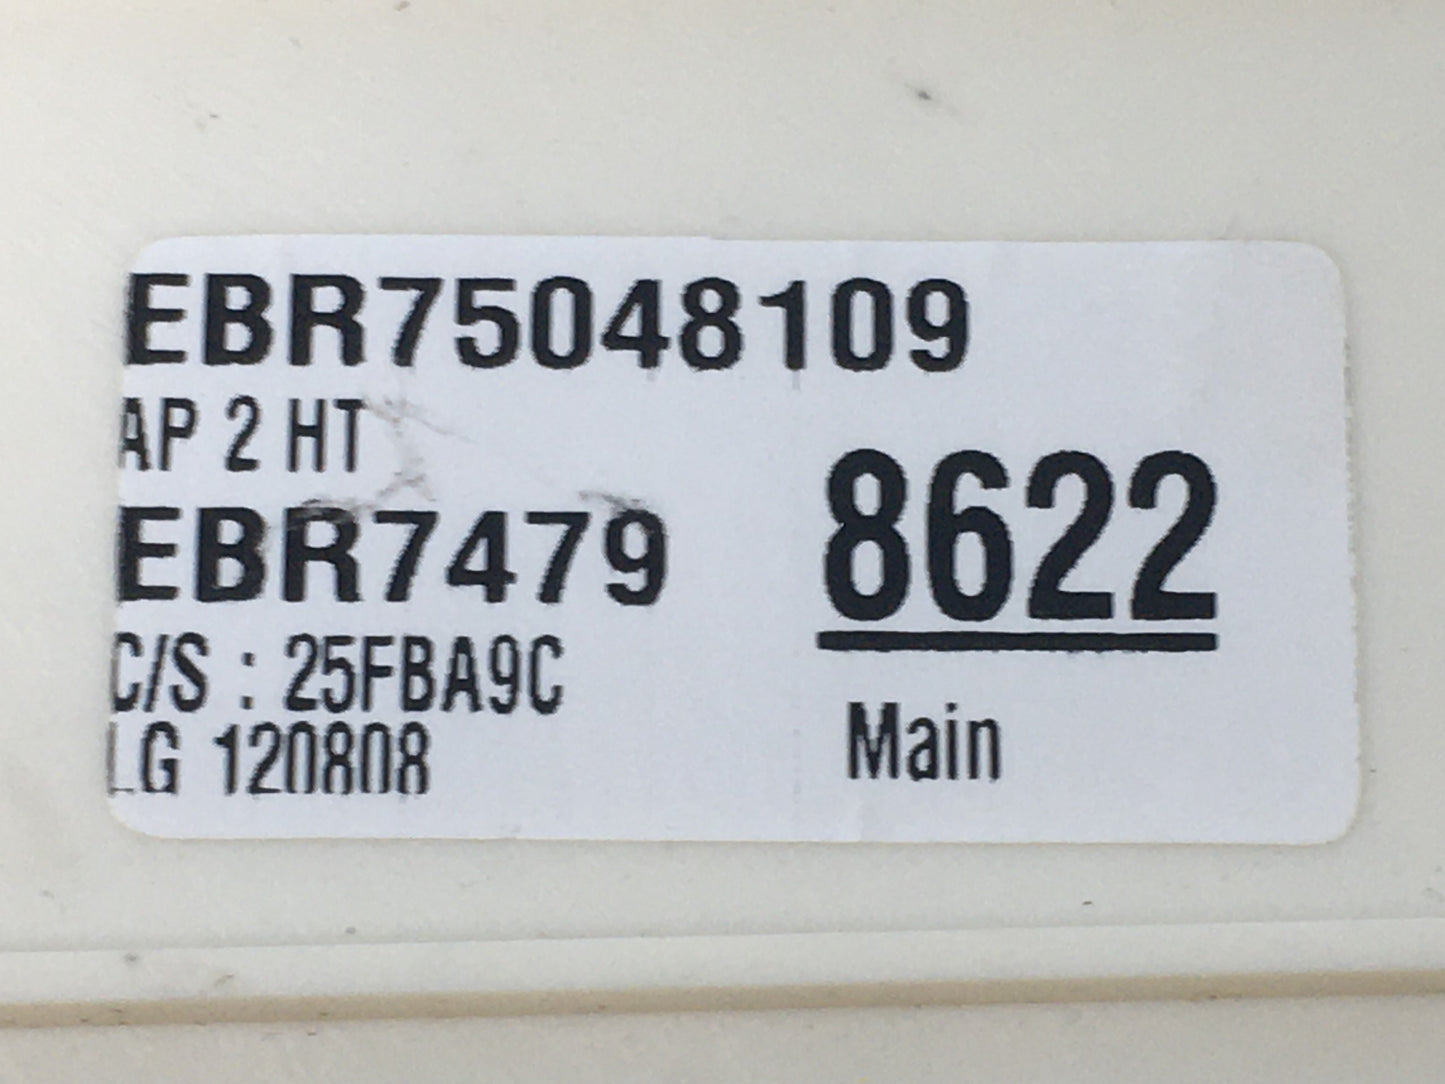 EBR75048109
AP 2 HT
EBR7479
8622
C/S : 25FBA9C
LG 120808
Main